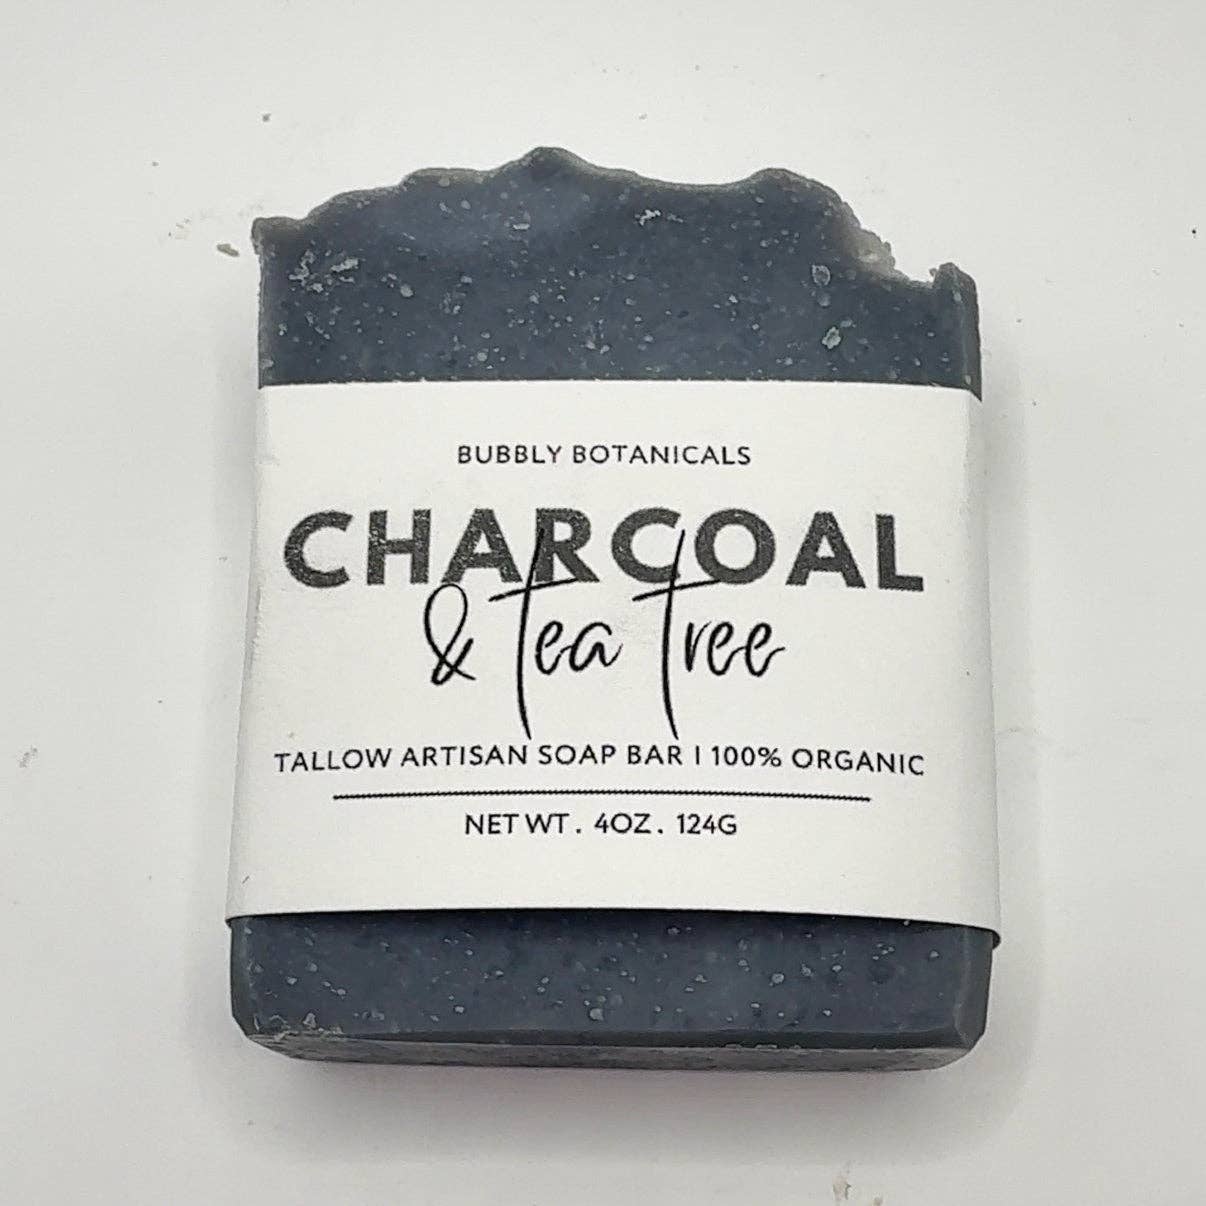 BUBBLY BOTANICALS
CHARCOAL
& Tea Tree
TALLOW ARTISAN SOAP BAR | 100% ORGANIC
NET WT. 4OZ. 124G